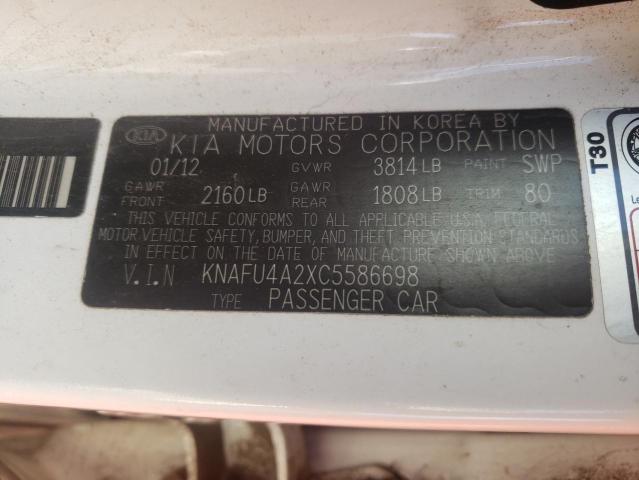 MANUFACTURED IN KOREA BY
KIA KIA MOTORS CORPORATION
01/12 GVWR 3814 LB PAINT SWP
GAWR FRONT 2160 LB GAWR REAR 1808 LB TRIM 80
THIS VEHICLE CONFORMS TO ALL APPLICABLE U.S.A. FEDERAL
MOTOR VEHICLE SAFETY, BUMPER, AND THEFT PREVENTION STANDARDS
IN EFFECT ON THE DATE OF MANUFACTURE SHOWN ABOVE
V.I.N KNAFU4A2XC5586698
TYPE PASSENGER CAR
T30